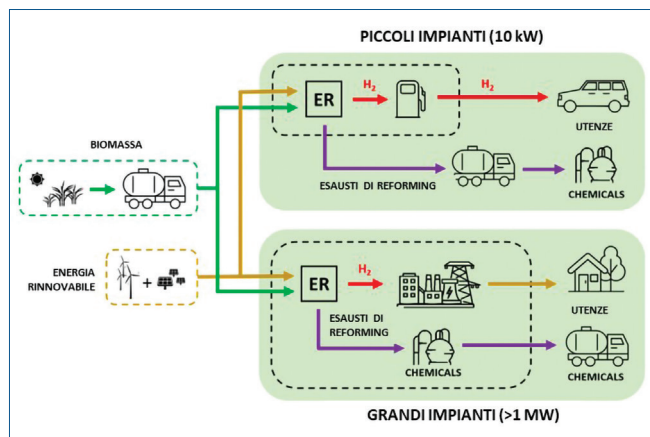 PICCOLI IMPIANTI (10 kW)
ER
H2
H2
UTENZE
BIOMASSA
ESAUSTI DI REFORMING
CHEMICALS
ENERGIA
RINNOVABILE
+
ER
H2
ESAUSTI DI
REFORMING
UTENZE
CHEMICALS
CHEMICALS
GRANDI IMPIANTI (>1 MW)